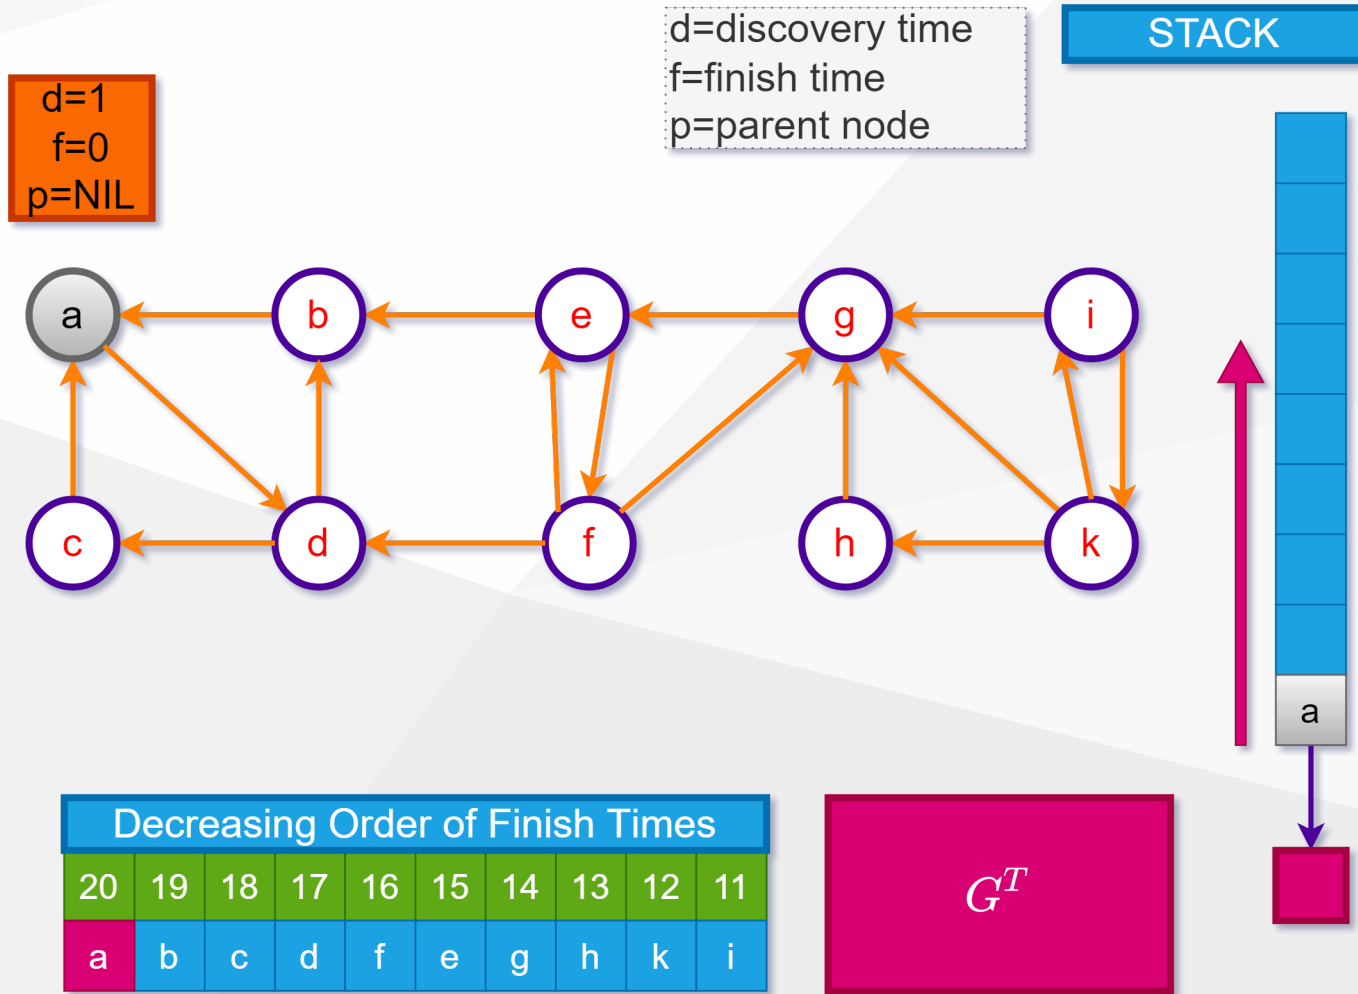 d=discovery time
f=finish time
p=parent node
STACK
d=1
f=0
p=NIL
a
b
e
g
i
c
d
f
h
k
a
Decreasing Order of Finish Times
20 19 18 17 16 15 14 13 12 11
a b c d f e g h k i
G^T